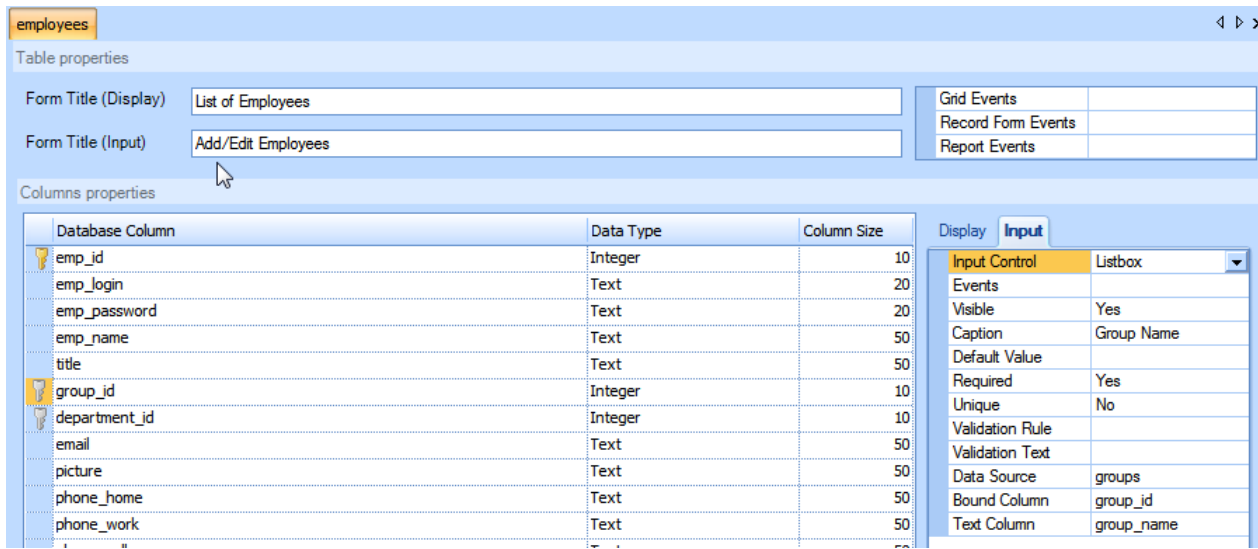 employees
Table properties
Form Title (Display) List of Employees
Form Title (Input) Add/Edit Employees
Grid Events
Record Form Events
Report Events
Columns properties
Database Column Data Type Column Size
emp_id Integer 10
emp_login Text 20
emp_password Text 20
emp_name Text 50
title Text 50
group_id Integer 10
department_id Integer 10
email Text 50
picture Text 50
phone_home Text 50
phone_work Text 50
Display Input
Input Control Listbox
Events
Visible Yes
Caption Group Name
Default Value
Required Yes
Unique No
Validation Rule
Validation Text
Data Source groups
Bound Column group_id
Text Column group_name